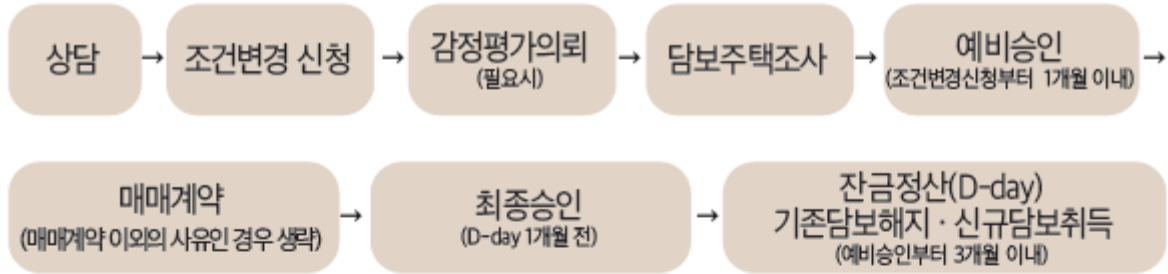 상담 → 조건변경 신청 → 감정평가의뢰 → 담보주택조사 → 예비승인 →
(필요시) (조건변경신청부터 1개월 이내)
매매계약 → 최종승인 → 잔금정산(D-day)
기존담보해지 · 신규담보취득
(매매계약 이외의 사유인 경우 생략) (D-day 1개월 전) (예비승인부터 3개월 이내)